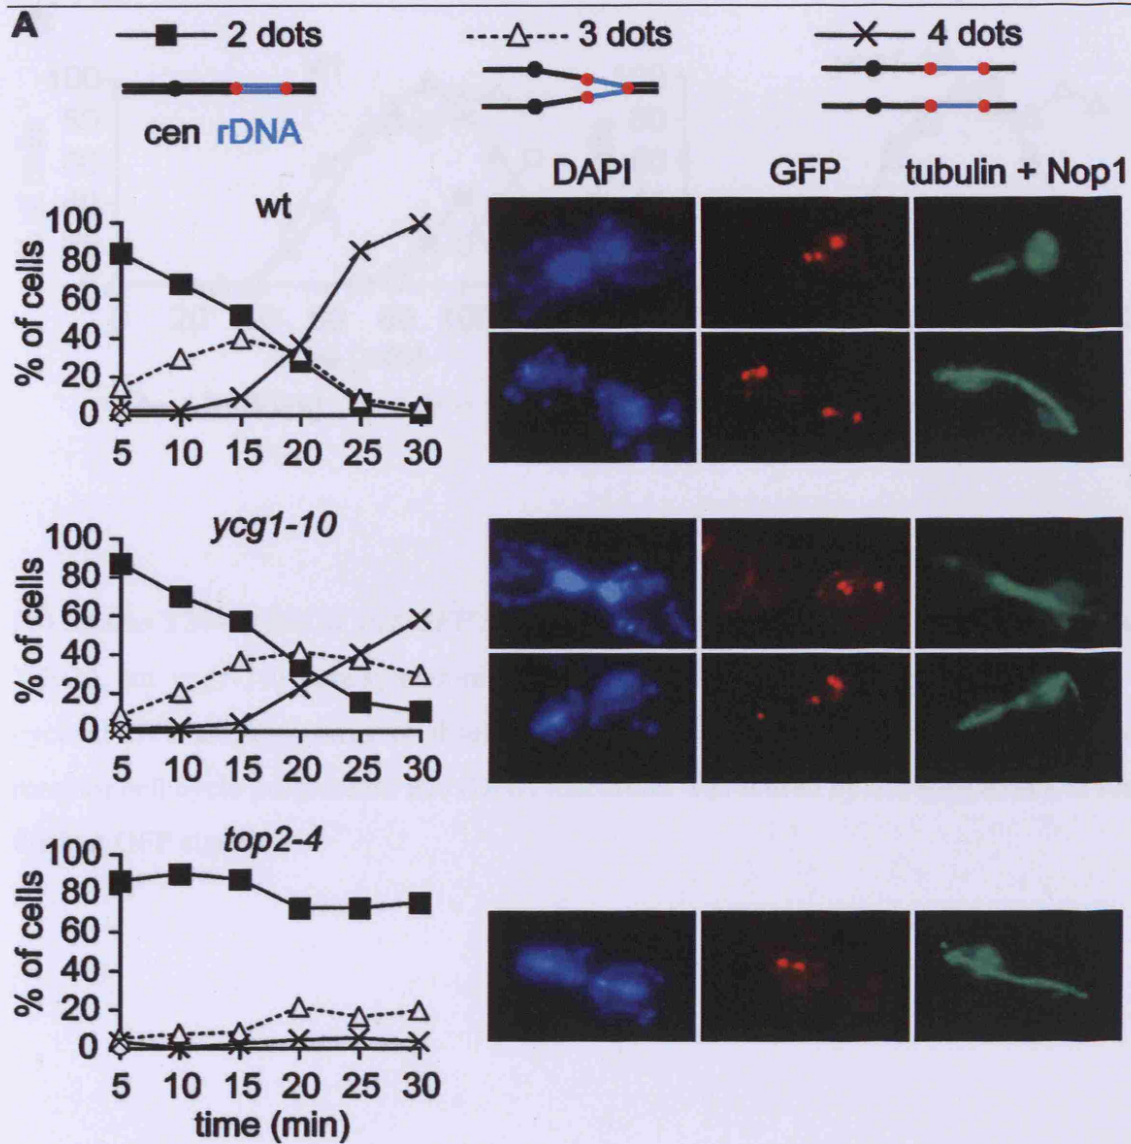 A
2 dots 3 dots 4 dots
cen rDNA
DAPI GFP tubulin + Nop1
wt
% of cells
100
80
60
40
20
0
5 10 15 20 25 30
ycg1-10
% of cells
100
80
60
40
20
0
5 10 15 20 25 30
top2-4
% of cells
100
80
60
40
20
0
5 10 15 20 25 30
time (min)